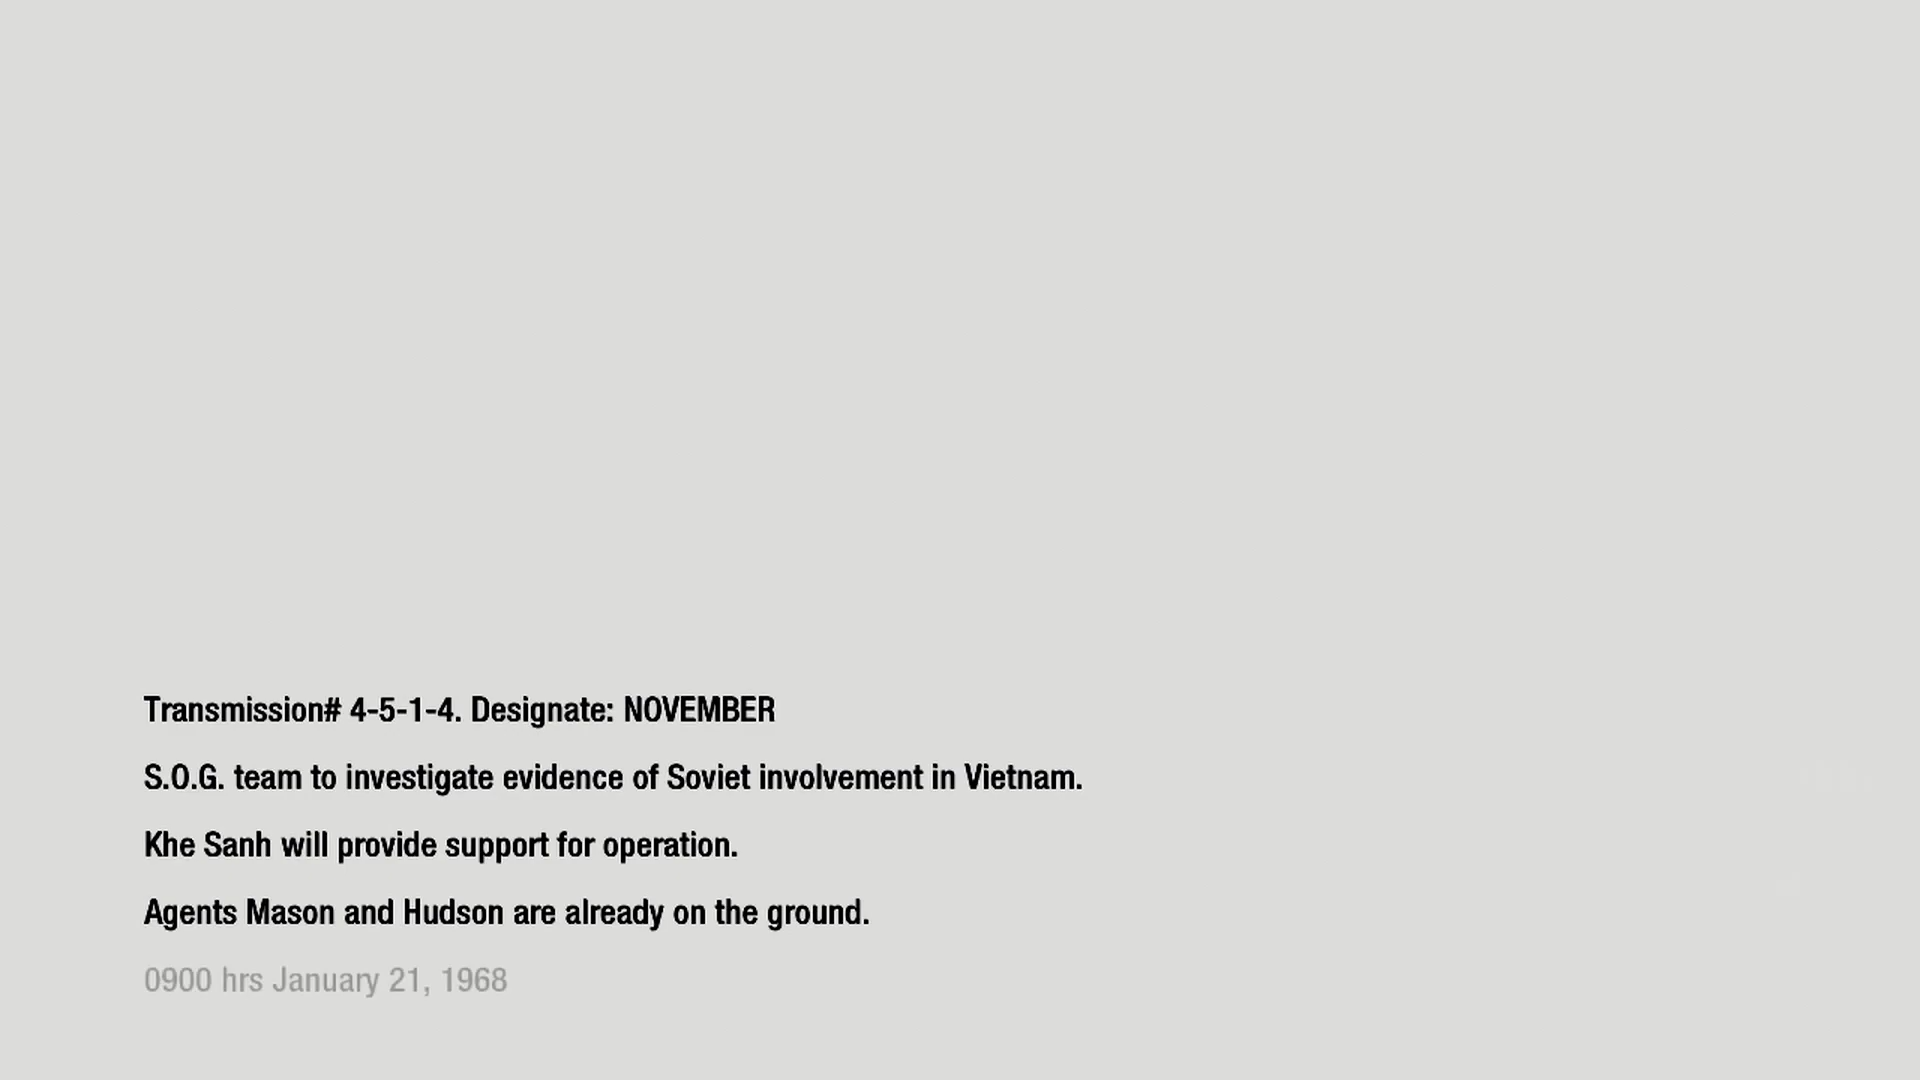 Transmission# 4-5-1-4. Designate: NOVEMBER
S.O.G. team to investigate evidence of Soviet involvement in Vietnam.
Khe Sanh will provide support for operation.
Agents Mason and Hudson are already on the ground.
0900 hrs January 21, 1968